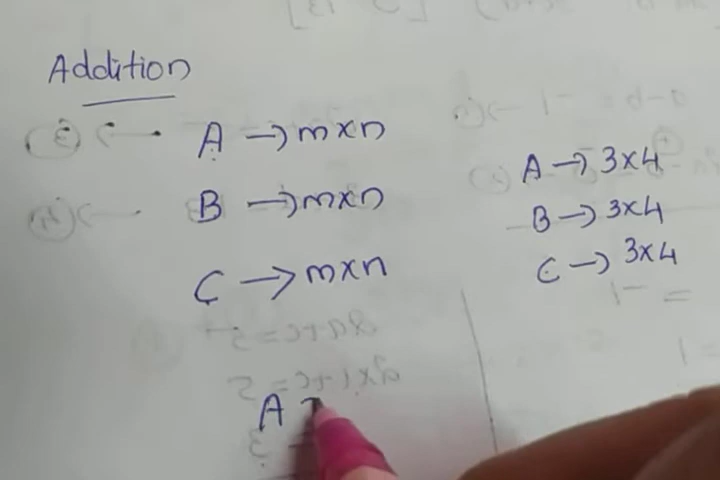 Addition
A → m×n
B → m×n
C → m×n
A → 3×4
B → 3×4
C → 3×4
A